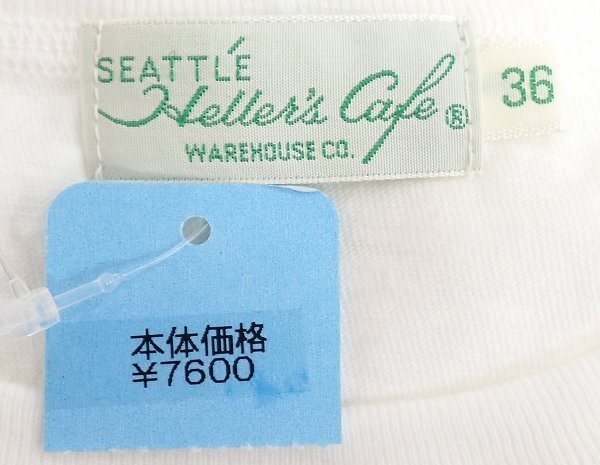 SEATTLE
Heller's Cafe ®
WAREHOUSE CO.
36
本体価格
¥7600